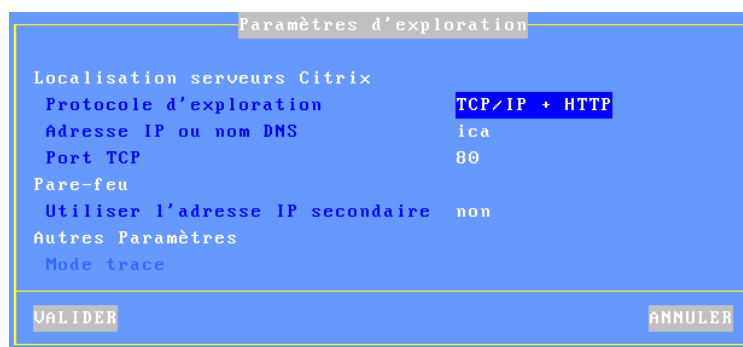 Paramètres d'exploration
Localisation serveurs Citrix
Protocole d'exploration TCP/IP + HTTP
Adresse IP ou nom DNS ica
Port TCP 80
Pare-feu
Utiliser l'adresse IP secondaire non
Autres Paramètres
Mode trace
VALIDER ANNULER